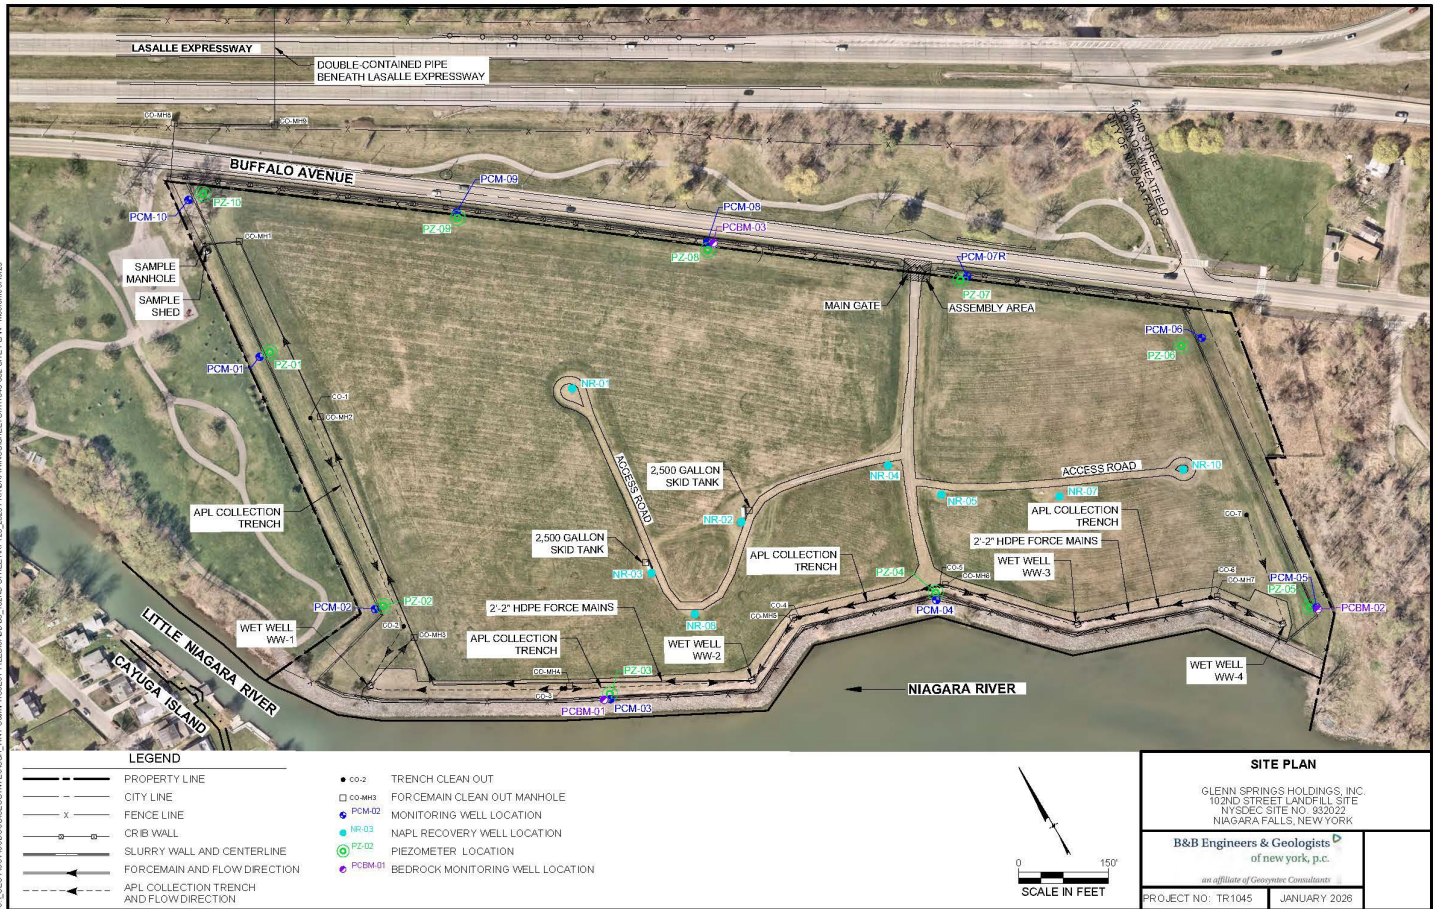 LASALLE EXPRESSWAY
DOUBLE-CONTAINED PIPE
BENEATH LASALLE EXPRESSWAY
CO-MH8
CO-MH9
102ND STREET
TOWN OF WHEATFIELD
CITY OF NIAGARA FALLS
BUFFALO AVENUE
PCM-10
PZ-10
PCM-09
PZ-09
PCM-08
PCBM-03
PZ-08
PCM-07R
PZ-07
MAIN GATE
ASSEMBLY AREA
PCM-06
PZ-06
CO-MH1
SAMPLE
MANHOLE
SAMPLE
SHED
PCM-01
PZ-01
CO-1
CO-MH2
NR-01
ACCESS ROAD
2,500 GALLON
SKID TANK
NR-02
NR-04
NR-05
NR-07
NR-10
ACCESS ROAD
APL COLLECTION
TRENCH
APL COLLECTION
TRENCH
CO-7
2'-2" HDPE FORCE MAINS
2,500 GALLON
SKID TANK
NR-03
APL COLLECTION
TRENCH
PZ-04
CO-5
CO-MH6
PCM-04
WET WELL
WW-3
CO-6
CO-MH7
PCM-05
PZ-05
PCBM-02
PCM-02
PZ-02
CO-2
CO-MH3
WET WELL
WW-1
2'-2" HDPE FORCE MAINS
NR-08
CO-4
CO-MH5
APL COLLECTION
TRENCH
WET WELL
WW-2
WET WELL
WW-4
CO-MH4
CO-3
PZ-03
PCBM-01
PCM-03
NIAGARA RIVER
LITTLE NIAGARA RIVER
CAYUGA ISLAND
LEGEND
PROPERTY LINE
CITY LINE
X FENCE LINE
CRIB WALL
SLURRY WALL AND CENTERLINE
FORCEMAIN AND FLOW DIRECTION
APL COLLECTION TRENCH
AND FLOW DIRECTION
CO-2 TRENCH CLEAN OUT
CO-MH3 FORCEMAIN CLEAN OUT MANHOLE
PCM-02 MONITORING WELL LOCATION
NR-03 NAPL RECOVERY WELL LOCATION
PZ-02 PIEZOMETER LOCATION
PCBM-01 BEDROCK MONITORING WELL LOCATION
0 150'
SCALE IN FEET
SITE PLAN
GLENN SPRINGS HOLDINGS, INC.
102ND STREET LANDFILL SITE
NYSDEC SITE NO. 932022
NIAGARA FALLS, NEW YORK
B&B Engineers & Geologists
of new york, p.c.
an affiliate of Geosyntec Consultants
PROJECT NO: TR1045
JANUARY 2026